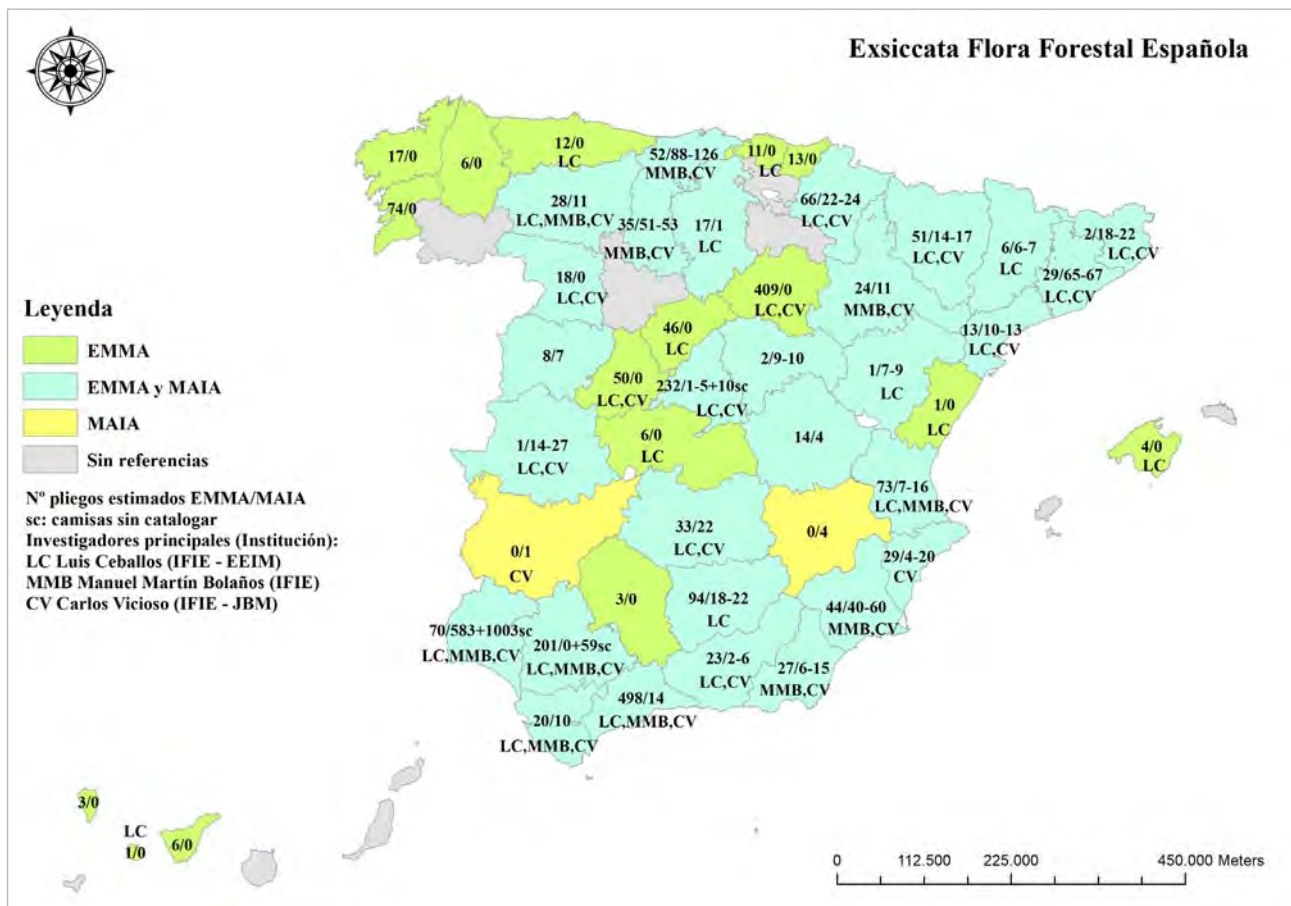 Exsiccata Flora Forestal Española
17/0
6/0
12/0
LC
52/88-126
MMB,CV
11/0
LC
13/0
74/0
28/11
LC,MMB,CV
35/51-53
MMB,CV
17/1
LC
66/22-24
LC,CV
51/14-17
LC,CV
6/6-7
LC
2/18-22
LC,CV
29/65-67
LC,CV
18/0
LC,CV
409/0
LC,CV
24/11
MMB,CV
13/10-13
LC,CV
46/0
LC
8/7
50/0
LC,CV
232/1-5+10sc
LC,CV
2/9-10
1/7-9
LC
1/0
LC
4/0
LC
1/14-27
LC,CV
6/0
LC
14/4
73/7-16
LC,MMB,CV
0/1
CV
33/22
LC,CV
0/4
29/4-20
CV
3/0
94/18-22
LC
44/40-60
MMB,CV
70/583+1003sc
LC,MMB,CV
201/0+59sc
LC,MMB,CV
23/2-6
LC,CV
27/6-15
MMB,CV
498/14
LC,MMB,CV
20/10
LC,MMB,CV
3/0
LC
1/0
6/0
Leyenda
EMMA
EMMA y MAIA
MAIA
Sin referencias
Nº pliegos estimados EMMA/MAIA
sc: camisas sin catalogar
Investigadores principales (Institución):
LC Luis Ceballos (IFIE - EEIM)
MMB Manuel Martín Bolaños (IFIE)
CV Carlos Vicioso (IFIE - JBM)
0 112.500 225.000 450.000 Meters